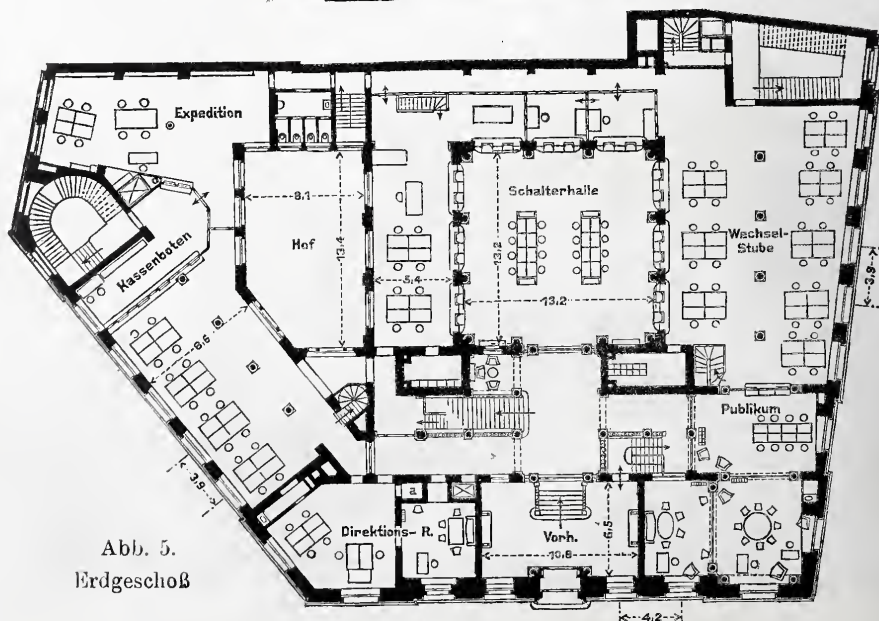 Expedition
8.1
Hof
13.4
Schalterhalle
13.2
13.2
5.4
Wechsel-
Stube
3.9
Kassenboten
8.6
3.9
Publikum
a
Direktions-R.
Vorh.
10.8
6.5
4.2
Abb. 5.
Erdgeschoß